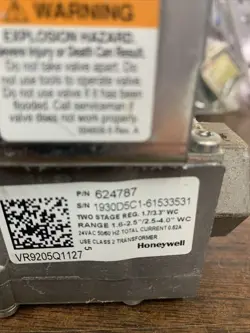 WARNING
EXPLOSION HAZARD.
Severe Injury or Death Can Result.
Do not take valve apart. Do not
use tools to operate valve.
Do not use valve if it has been
flooded. Call serviceman if
valve does not work properly.
P/N 624787
S/N 1930D5C1-61533531
TWO STAGE REG. 1.7/3.3" WC
RANGE 1.6-2.5"/2.5-4.0" WC
24VAC 50/60 HZ TOTAL CURRENT 0.62A
USE CLASS 2 TRANSFORMER
VR9205Q1127
5
Honeywell